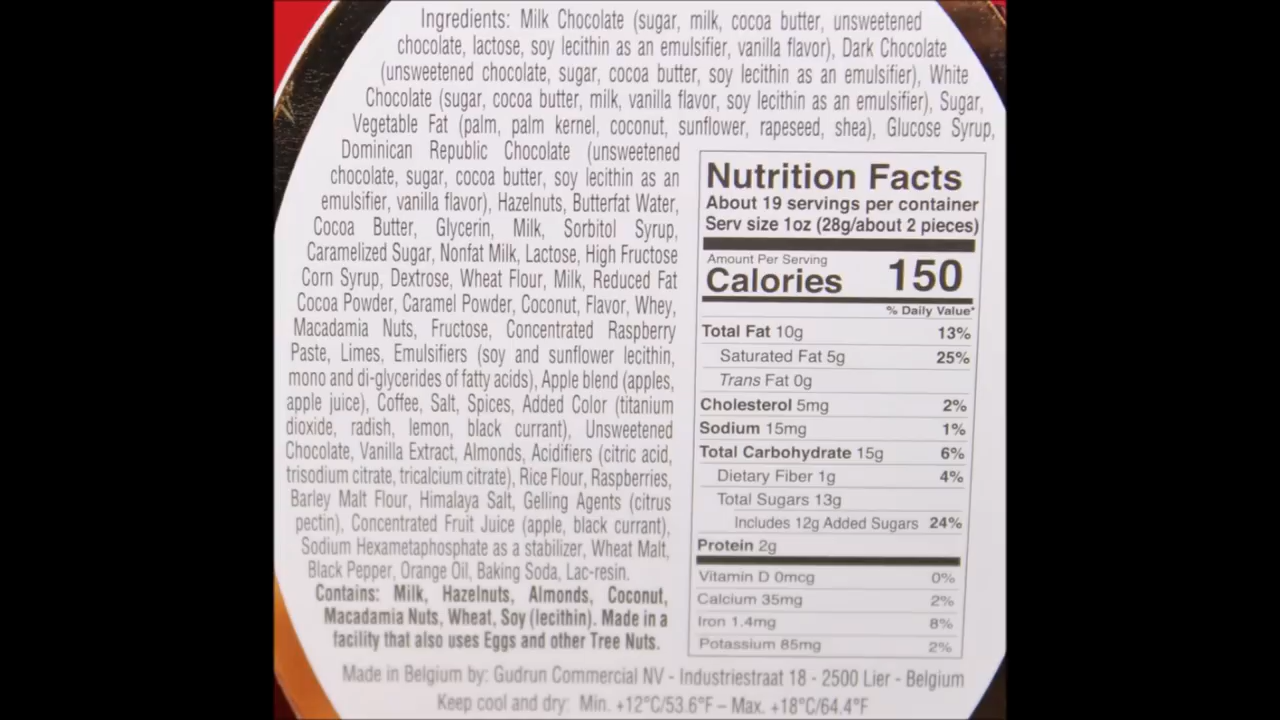 Ingredients: Milk Chocolate (sugar, milk, cocoa butter, unsweetened
chocolate, lactose, soy lecithin as an emulsifier, vanilla flavor), Dark Chocolate
(unsweetened chocolate, sugar, cocoa butter, soy lecithin as an emulsifier), White
Chocolate (sugar, cocoa butter, milk, vanilla flavor, soy lecithin as an emulsifier), Sugar,
Vegetable Fat (palm, palm kernel, coconut, sunflower, rapeseed, shea), Glucose Syrup,
Dominican Republic Chocolate (unsweetened
chocolate, sugar, cocoa butter, soy lecithin as an
emulsifier, vanilla flavor), Hazelnuts, Butterfat Water,
Cocoa Butter, Glycerin, Milk, Sorbitol Syrup,
Caramelized Sugar, Nonfat Milk, Lactose, High Fructose
Corn Syrup, Dextrose, Wheat Flour, Milk, Reduced Fat
Cocoa Powder, Caramel Powder, Coconut, Flavor, Whey,
Macadamia Nuts, Fructose, Concentrated Raspberry
Paste, Limes, Emulsifiers (soy and sunflower lecithin,
mono and di-glycerides of fatty acids), Apple blend (apples,
apple juice), Coffee, Salt, Spices, Added Color (titanium
dioxide, radish, lemon, black currant), Unsweetened
Chocolate, Vanilla Extract, Almonds, Acidifiers (citric acid,
trisodium citrate, tricalcium citrate), Rice Flour, Raspberries,
Barley Malt Flour, Himalaya Salt, Gelling Agents (citrus
pectin), Concentrated Fruit Juice (apple, black currant),
Sodium Hexametaphosphate as a stabilizer, Wheat Malt,
Black Pepper, Orange Oil, Baking Soda, Lac-resin.
Contains: Milk, Hazelnuts, Almonds, Coconut,
Macadamia Nuts, Wheat, Soy (lecithin). Made in a
facility that also uses Eggs and other Tree Nuts.
Nutrition Facts
About 19 servings per container
Serv size 1oz (28g/about 2 pieces)
Amount Per Serving
Calories 150
% Daily Value*
Total Fat 10g 13%
Saturated Fat 5g 25%
Trans Fat 0g
Cholesterol 5mg 2%
Sodium 15mg 1%
Total Carbohydrate 15g 6%
Dietary Fiber 1g 4%
Total Sugars 13g
Includes 12g Added Sugars 24%
Protein 2g
Vitamin D 0mcg 0%
Calcium 35mg 2%
Iron 1.4mg 8%
Potassium 85mg 2%
Made in Belgium by: Gudrun Commercial NV - Industriestraat 18 - 2500 Lier - Belgium
Keep cool and dry: Min. +12°C/53.6°F – Max. +18°C/64.4°F